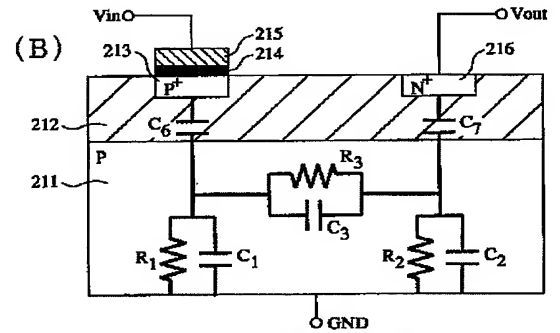 (B)
Vin
Vout
213
215
214
216
P+
N+
212
C6
C7
P
211
R3
C3
R1
C1
R2
C2
GND